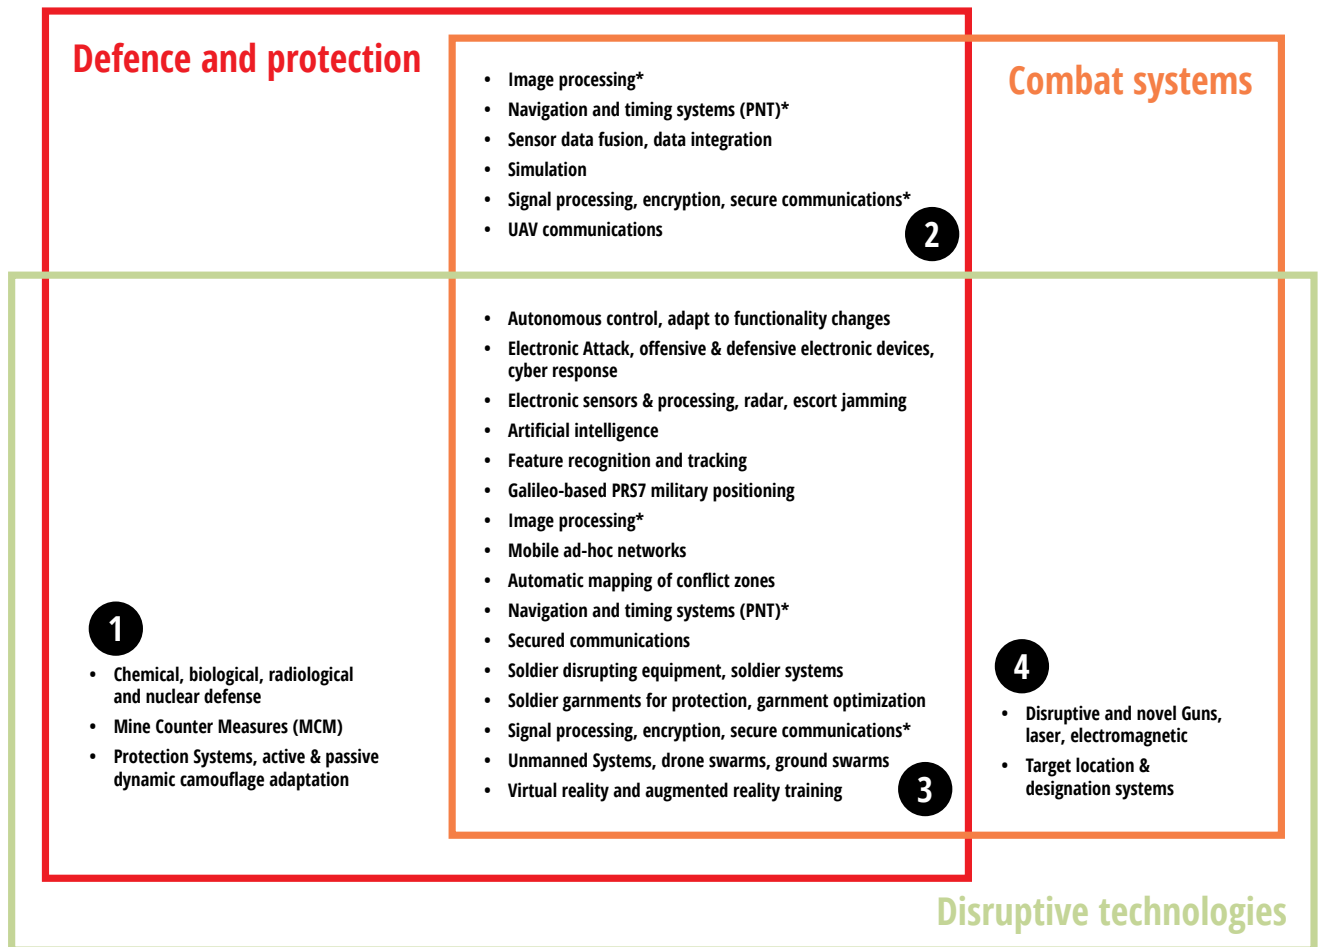 Defence and protection
Combat systems
• Image processing*
• Navigation and timing systems (PNT)*
• Sensor data fusion, data integration
• Simulation
• Signal processing, encryption, secure communications*
• UAV communications
2
• Autonomous control, adapt to functionality changes
• Electronic Attack, offensive & defensive electronic devices,
cyber response
• Electronic sensors & processing, radar, escort jamming
• Artificial intelligence
• Feature recognition and tracking
• Galileo-based PRS7 military positioning
• Image processing*
• Mobile ad-hoc networks
• Automatic mapping of conflict zones
• Navigation and timing systems (PNT)*
• Secured communications
• Soldier disrupting equipment, soldier systems
• Soldier garnments for protection, garnment optimization
• Signal processing, encryption, secure communications*
• Unmanned Systems, drone swarms, ground swarms
• Virtual reality and augmented reality training
3
1
• Chemical, biological, radiological
and nuclear defense
• Mine Counter Measures (MCM)
• Protection Systems, active & passive
dynamic camouflage adaptation
4
• Disruptive and novel Guns,
laser, electromagnetic
• Target location &
designation systems
Disruptive technologies